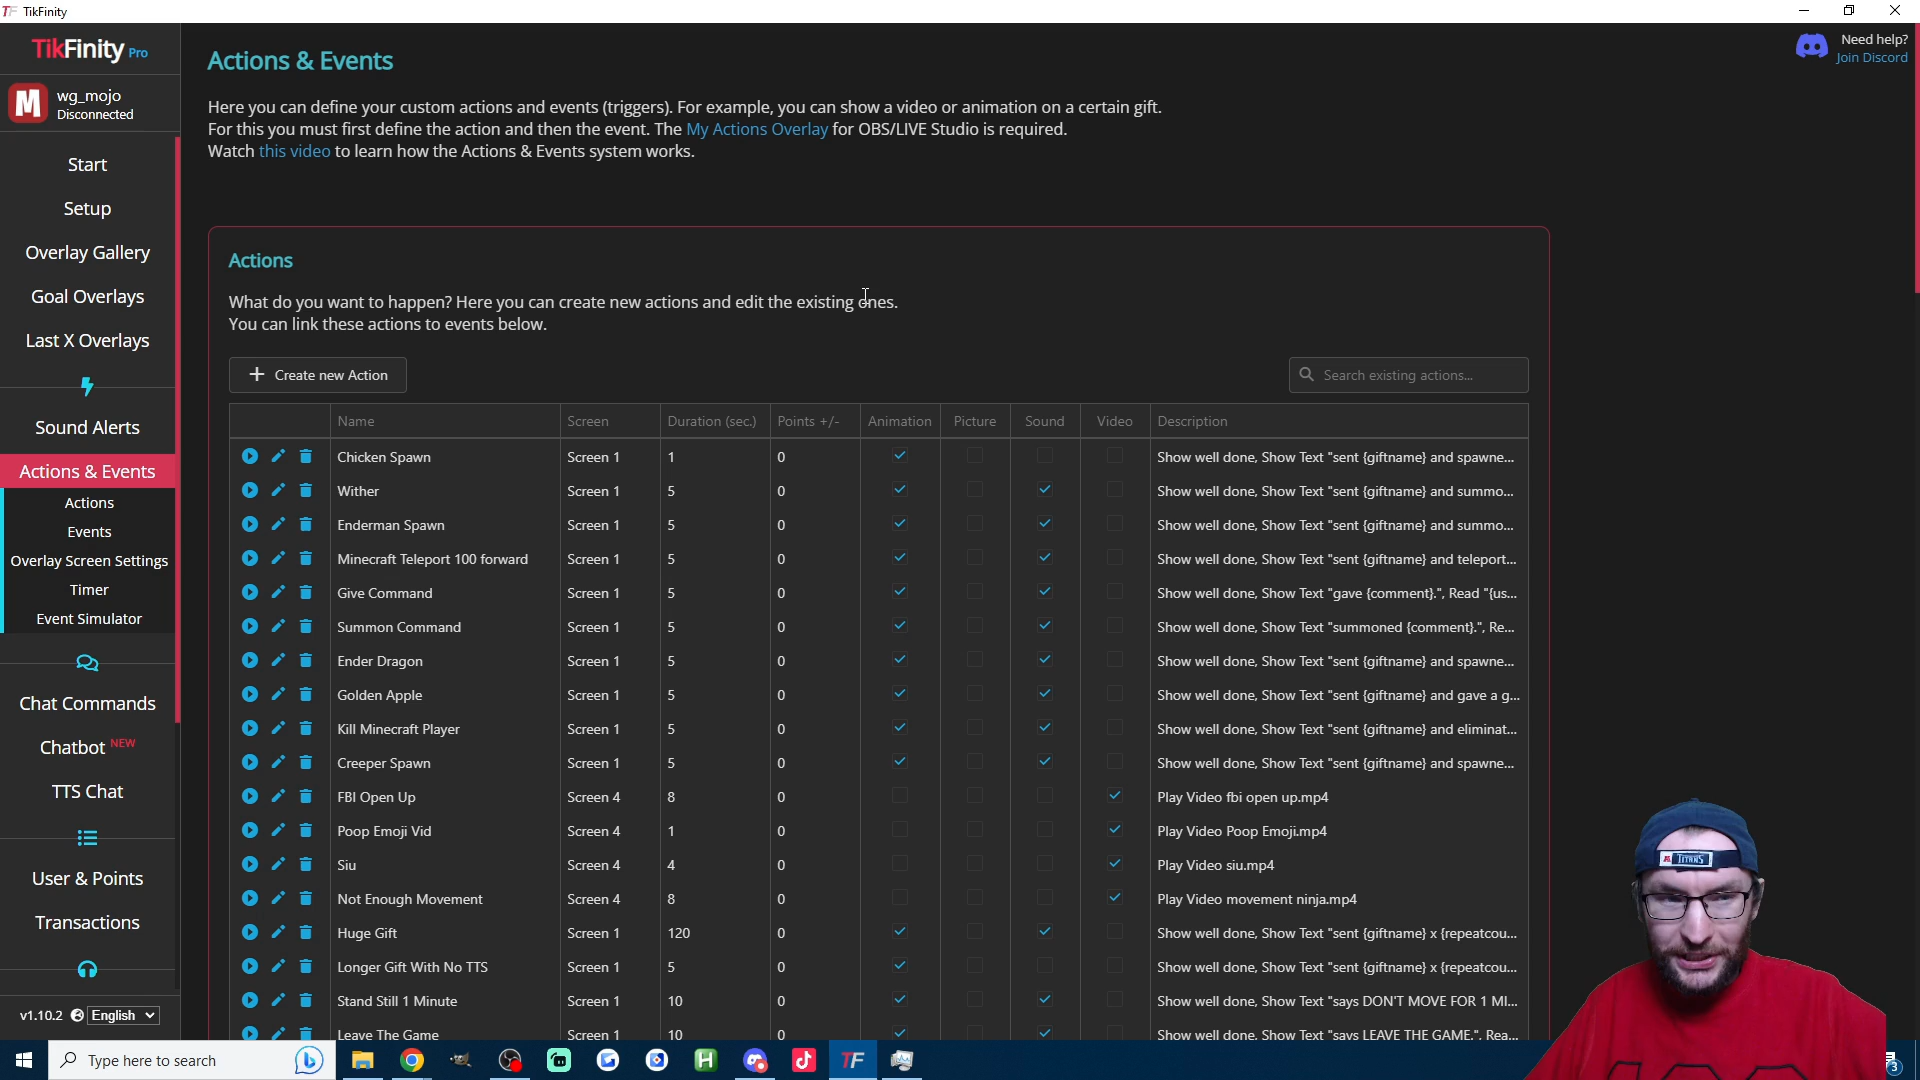 TF TikFinity
TikFinity Pro
wg_mojo
Disconnected
Start
Setup
Overlay Gallery
Goal Overlays
Last X Overlays
Sound Alerts
Actions & Events
Actions
Events
Overlay Screen Settings
Timer
Event Simulator
Chat Commands
Chatbot NEW
TTS Chat
User & Points
Transactions
v1.10.2 English
Need help?
Join Discord
Actions & Events
Here you can define your custom actions and events (triggers). For example, you can show a video or animation on a certain gift.
For this you must first define the action and then the event. The My Actions Overlay for OBS/LIVE Studio is required.
Watch this video to learn how the Actions & Events system works.
Actions
What do you want to happen? Here you can create new actions and edit the existing ones.
You can link these actions to events below.
Create new Action
Search existing actions...
Name Screen Duration (sec.) Points +/- Animation Picture Sound Video Description
Chicken Spawn Screen 1 1 0 Show well done, Show Text "sent {giftname} and spawne...
Wither Screen 1 5 0 Show well done, Show Text "sent {giftname} and summo...
Enderman Spawn Screen 1 5 0 Show well done, Show Text "sent {giftname} and summo...
Minecraft Teleport 100 forward Screen 1 5 0 Show well done, Show Text "sent {giftname} and teleport...
Give Command Screen 1 5 0 Show well done, Show Text "gave {comment}.", Read "{us...
Summon Command Screen 1 5 0 Show well done, Show Text "summoned {comment}.", Re...
Ender Dragon Screen 1 5 0 Show well done, Show Text "sent {giftname} and spawne...
Golden Apple Screen 1 5 0 Show well done, Show Text "sent {giftname} and gave a g...
Kill Minecraft Player Screen 1 5 0 Show well done, Show Text "sent {giftname} and eliminat...
Creeper Spawn Screen 1 5 0 Show well done, Show Text "sent {giftname} and spawne...
FBI Open Up Screen 4 8 0 Play Video fbi open up.mp4
Poop Emoji Vid Screen 4 1 0 Play Video Poop Emoji.mp4
Siu Screen 4 4 0 Play Video siu.mp4
Not Enough Movement Screen 4 8 0 Play Video movement ninja.mp4
Huge Gift Screen 1 120 0 Show well done, Show Text "sent {giftname} x {repeatcou...
Longer Gift With No TTS Screen 1 5 0 Show well done, Show Text "sent {giftname} x {repeatcou...
Stand Still 1 Minute Screen 1 10 0 Show well done, Show Text "says DON'T MOVE FOR 1 MI...
Leave The Game Screen 1 10 0 Show well done, Show Text "says LEAVE THE GAME.", Rea...
TITANS
Type here to search
H
TF
3